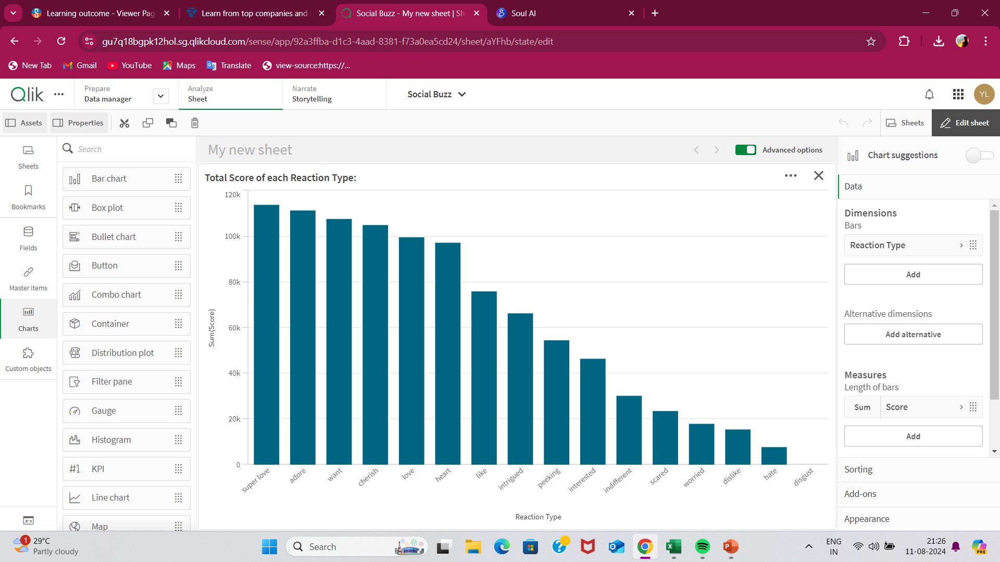 Learning outcome - Viewer Pag
Learn from top companies and
Social Buzz - My new sheet | Sh
Soul AI
gu7q18bgpk12hol.sg.qlikcloud.com/sense/app/92a3ffba-d1c3-4aad-8381-f73a0ea5cd24/sheet/aYFhb/state/edit
New Tab
Gmail
YouTube
Maps
Translate
view-source:https://...
Qlik
Prepare
Data manager
Analyze
Sheet
Narrate
Storytelling
Social Buzz
YL
Assets
Properties
Sheets
Edit sheet
Sheets
Bookmarks
Fields
Master items
Charts
Custom objects
Search
Bar chart
Box plot
Bullet chart
Button
Combo chart
Container
Distribution plot
Filter pane
Gauge
Histogram
#1 KPI
Line chart
Map
My new sheet
Advanced options
Total Score of each Reaction Type:
120k
100k
80k
60k
40k
20k
0
Sum(Score)
super love
adore
want
cherish
love
heart
like
intrigued
peeking
interested
indifferent
scared
worried
dislike
hate
disgust
Reaction Type
Chart suggestions
Data
Dimensions
Bars
Reaction Type
Add
Alternative dimensions
Add alternative
Measures
Length of bars
Sum
Score
Add
Sorting
Add-ons
Appearance
1
29°C
Partly cloudy
Search
ENG
IN
21:26
11-08-2024
PRE